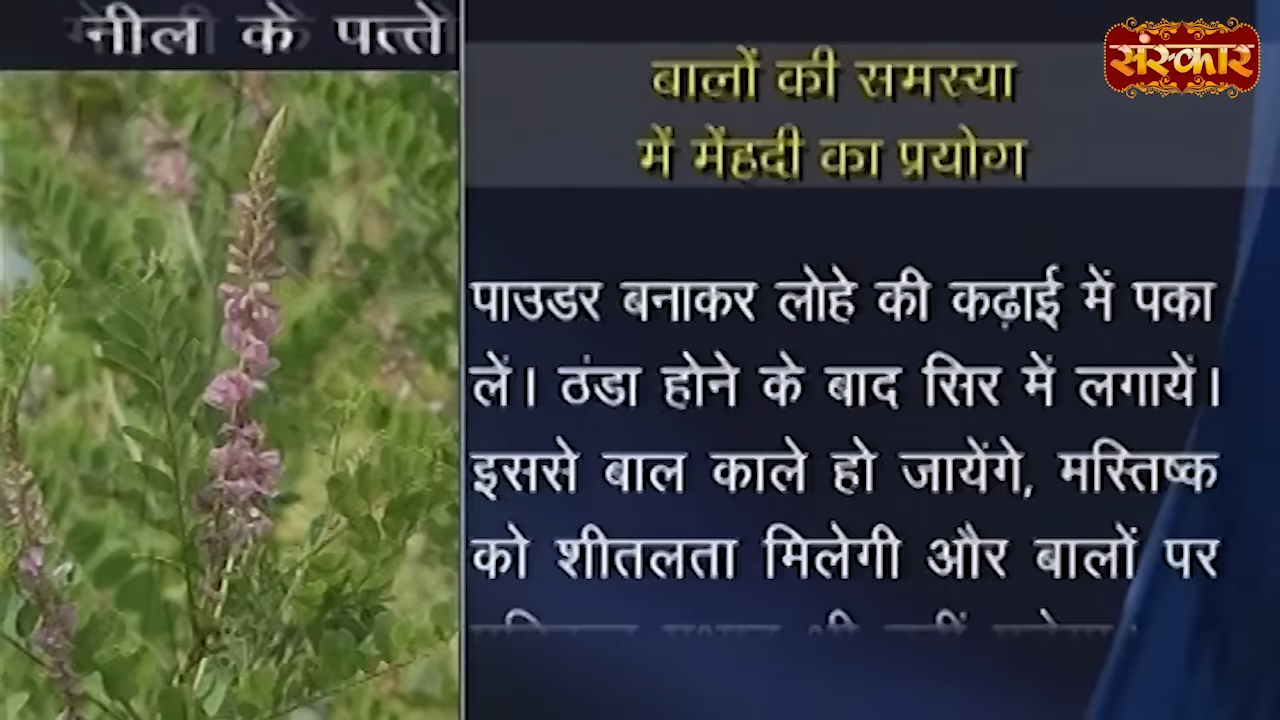 नील के पत्ते
संस्कार
बालों की समस्या
में मेंहदी का प्रयोग
पाउडर बनाकर लोहे की कढ़ाई में पका
लें। ठंडा होने के बाद सिर में लगायें।
इससे बाल काले हो जायेंगे, मस्तिष्क
को शीतलता मिलेगी और बालों पर